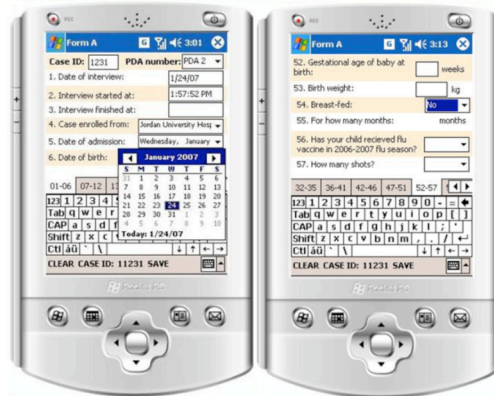 REC
Form A
G
3:01
Case ID: 1231 PDA number: PDA 2
1. Date of interview: 1/24/07
2. Interview started at: 1:57:52 PM
3. Interview finished at:
4. Case enrolled from: Jordan University Hosp
5. Date of admission: Wednesday, January
6. Date of birth:
January 2007
S M T W T F S
31 1 2 3 4 5 6
7 8 9 10 11 12 13
14 15 16 17 18 19 20
21 22 23 24 25 26 27
28 29 30 31 1 2 3
4 5 6 7 8 9 10
Today: 1/24/07
01-06 07-12
123 1 2 3 4
Tab q w e r
CAP a s d f
Shift z x c
Ctl áü ` \ ↓ ↑ ← →
CLEAR CASE ID: 11231 SAVE
REC
Form A
G
3:13
52. Gestational age of baby at
birth: weeks
53. Birth weight: kg
54. Breast-fed: No
55. For how many months: months
56. Has your child recieved flu
vaccine in 2006-2007 flu season?
57. How many shots?
32-35 36-41 42-46 47-51 52-57
123 1 2 3 4 5 6 7 8 9 0 - =
Tab q w e r t y u i o p [ ]
CAP a s d f g h j k l ; '
Shift z x c v b n m , . /
Ctl áü ` \ ↓ ↑ ← →
CLEAR CASE ID: 11231 SAVE